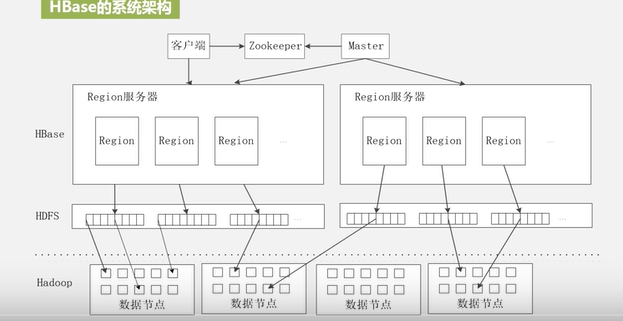 HBase的系统架构
客户端
Zookeeper
Master
HBase
Region服务器
Region
Region
Region
...
Region服务器
Region
Region
Region
...
HDFS
...
...
Hadoop
数据节点
数据节点
数据节点
数据节点